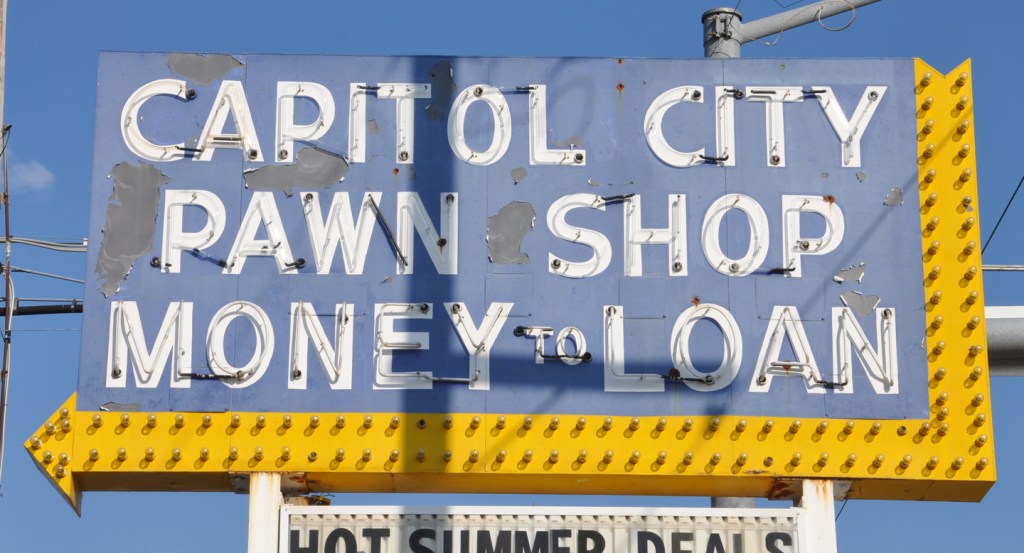 CAPITOL CITY
PAWN SHOP
MONEY TO LOAN
HOT SUMMER DEALS